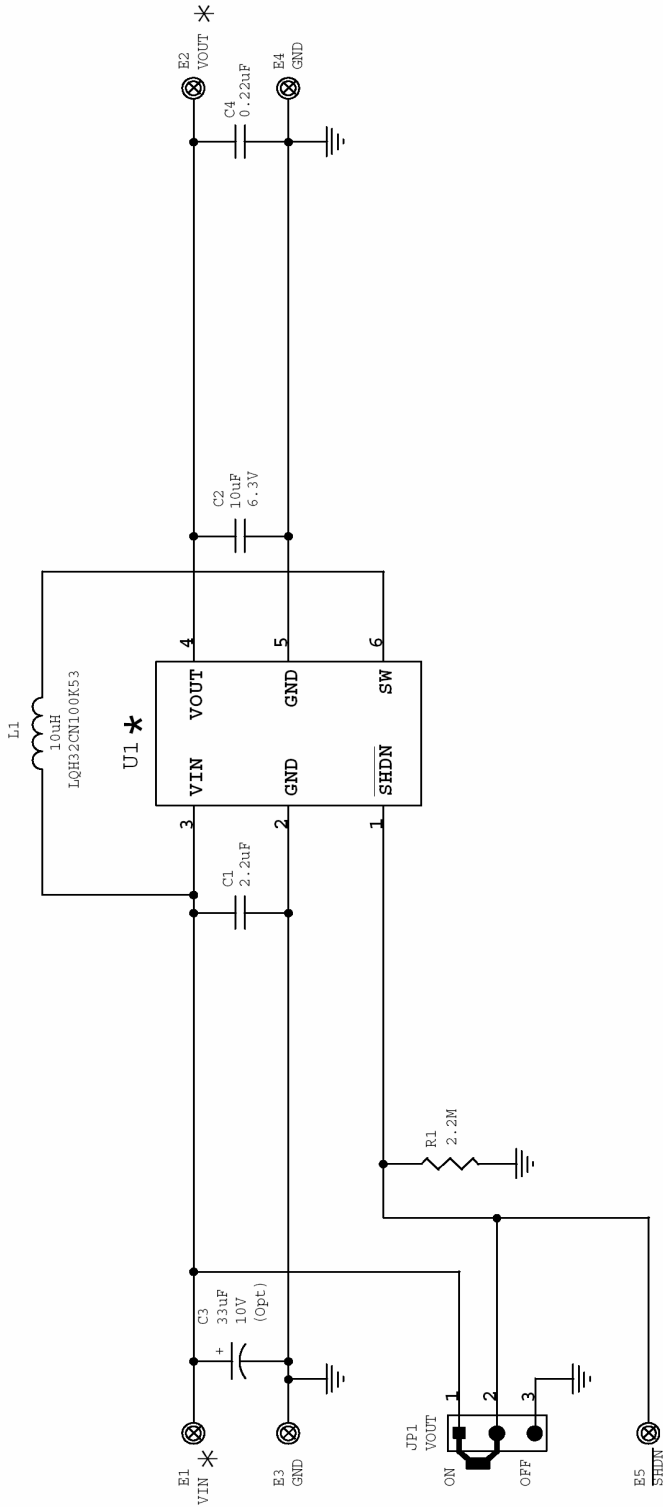 L1
10uH
LQH32CN100K53
E1
VIN *
C3
33uF
10V
(Opt)
+
E3
GND
C1
2.2uF
U1 *
3
VIN
VOUT
4
2
GND
GND
5
1
SHDN
SW
6
C2
10uF
6.3V
C4
0.22uF
E2
VOUT *
E4
GND
R1
2.2M
JP1
VOUT
ON
OFF
1
2
3
E5
SHDN